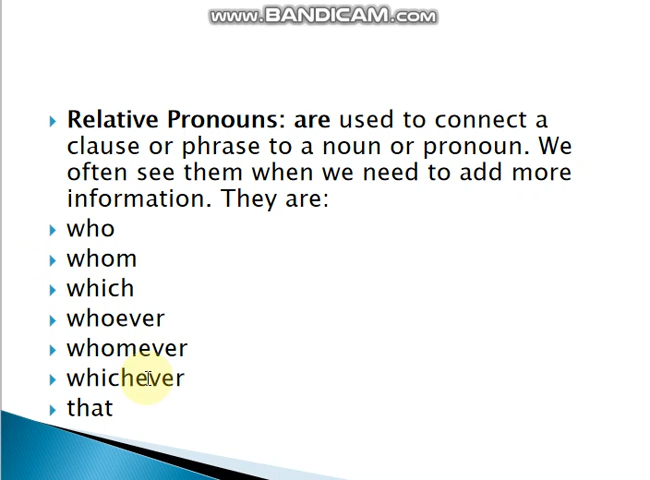 www.BANDICAM.com
Relative Pronouns: are used to connect a
clause or phrase to a noun or pronoun. We
often see them when we need to add more
information. They are:
who
whom
which
whoever
whomever
whichever
that